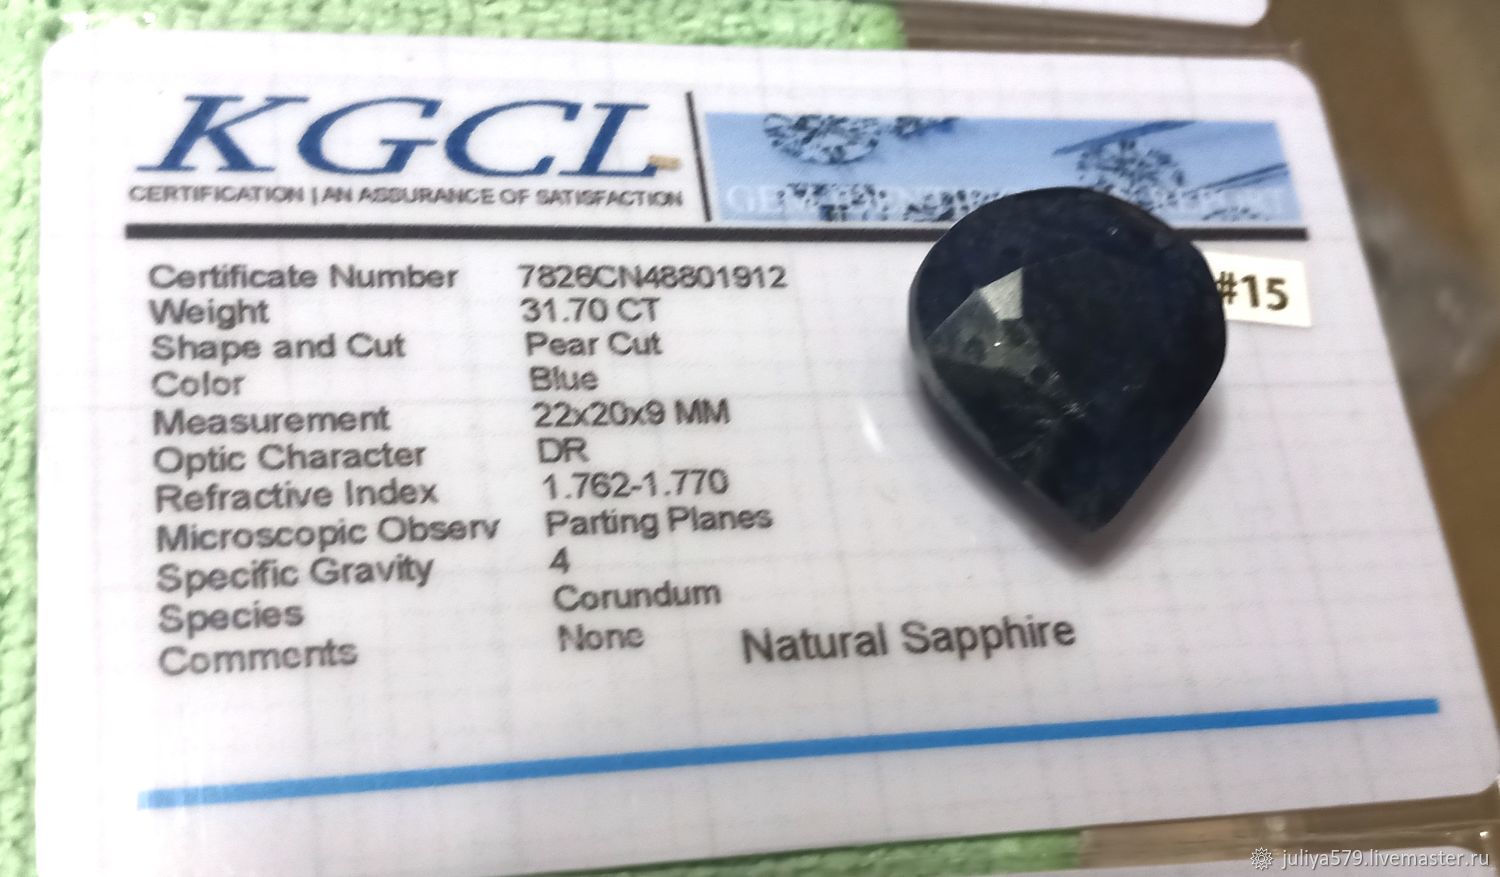 KGCL
CERTIFICATION | AN ASSURANCE OF SATISFACTION
#15
Certificate Number 7826CN48801912
Weight 31.70 CT
Shape and Cut Pear Cut
Color Blue
Measurement 22x20x9 MM
Optic Character DR
Refractive Index 1.762-1.770
Microscopic Observ Parting Planes
Specific Gravity 4
Species Corundum
Comments None
Natural Sapphire
juliya579.livemaster.ru